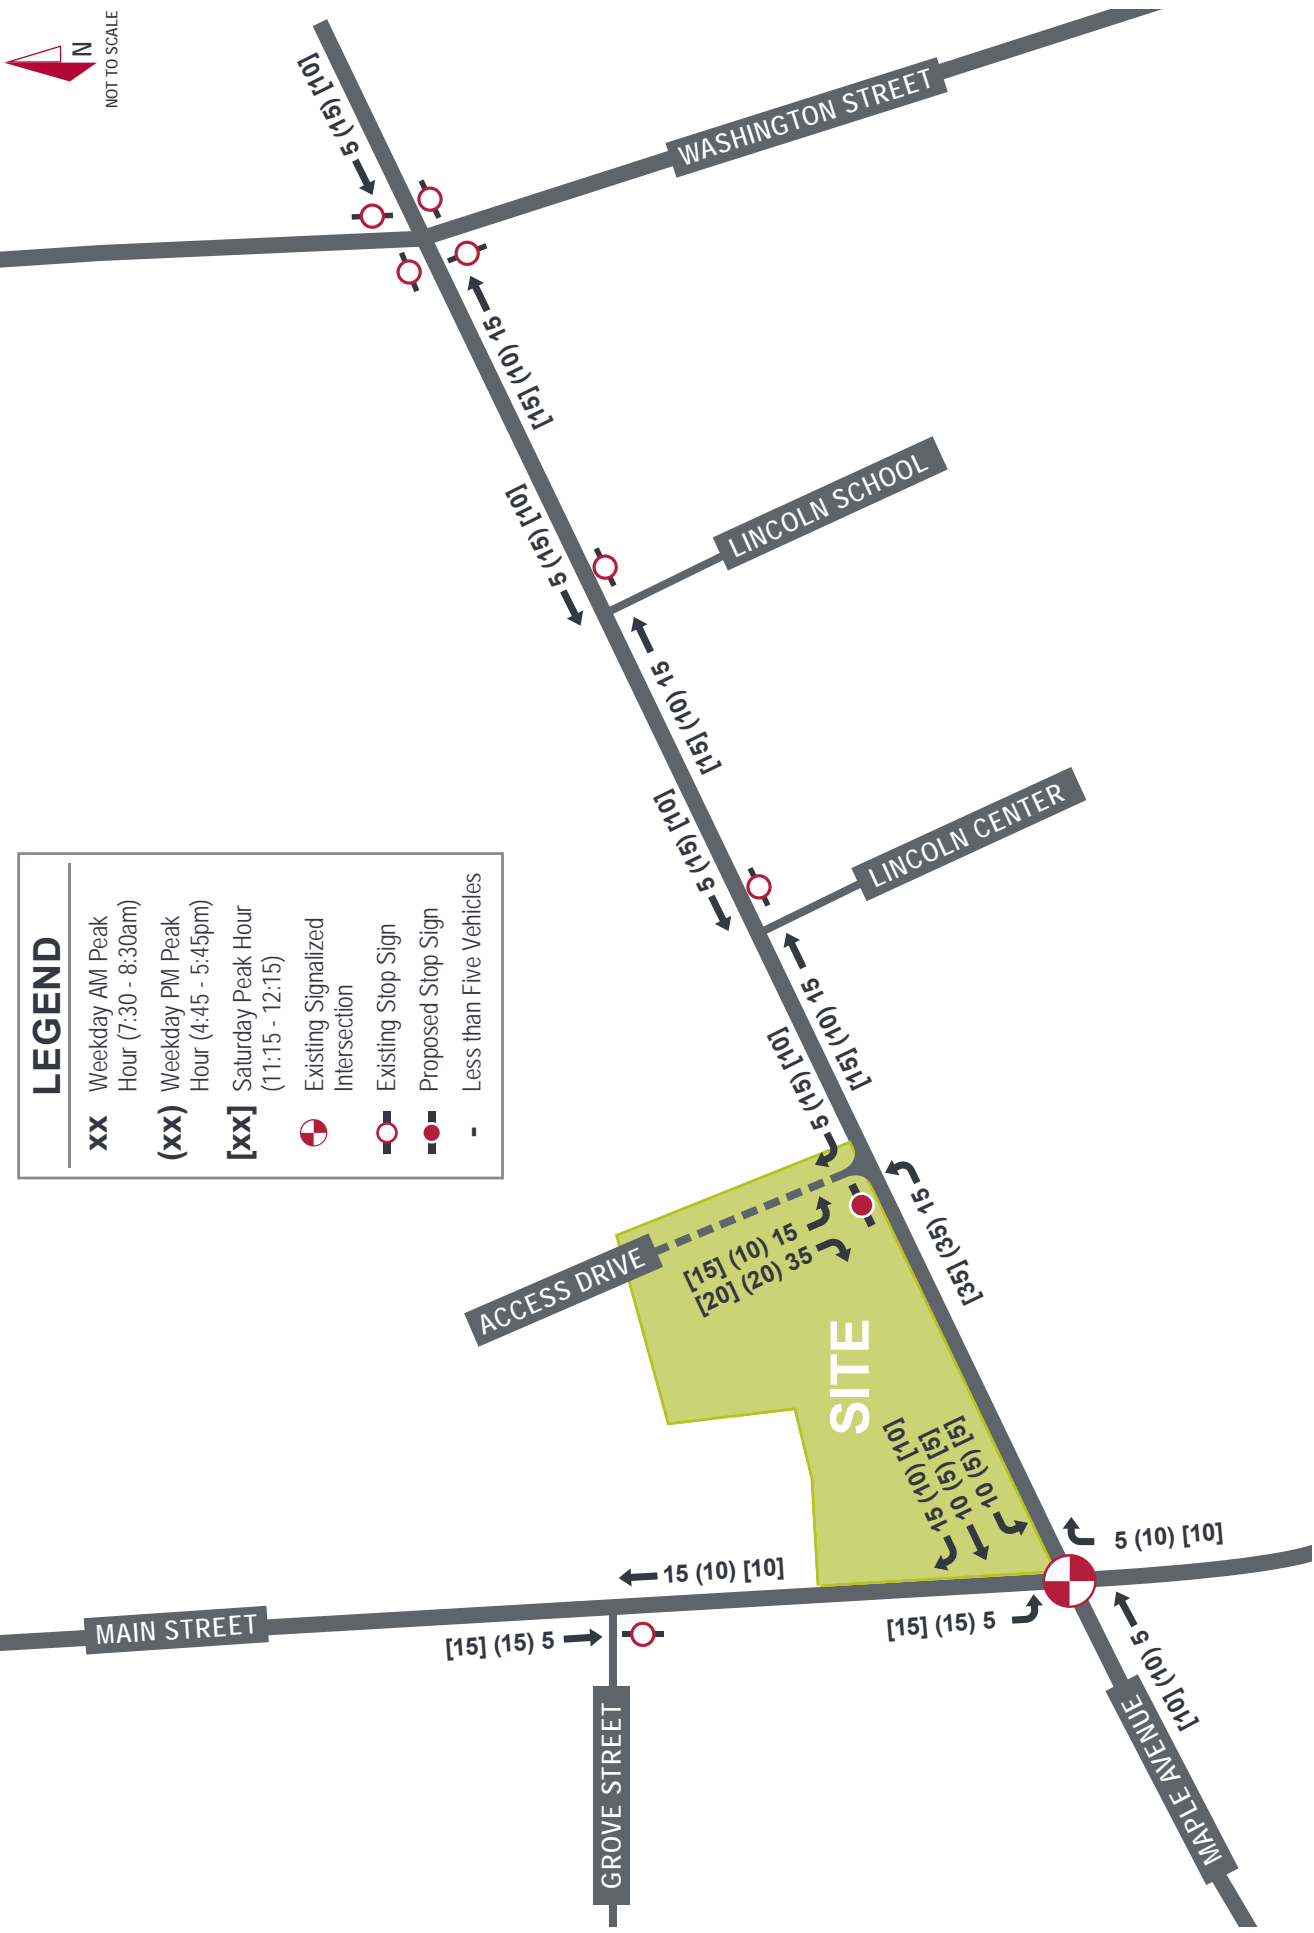 N
NOT TO SCALE
5 (15) [10]
WASHINGTON STREET
[15] (10) 15
5 (15) [10]
LINCOLN SCHOOL
[15] (10) 15
5 (15) [10]
LINCOLN CENTER
[15] (10) 15
5 (15) [10]
LEGEND
XX Weekday AM Peak
Hour (7:30 - 8:30am)
(XX) Weekday PM Peak
Hour (4:45 - 5:45pm)
[XX] Saturday Peak Hour
(11:15 - 12:15)
Existing Signalized
Intersection
Existing Stop Sign
Proposed Stop Sign
- Less than Five Vehicles
ACCESS DRIVE
[15] (10) 15
[20] (20) 35
[35] (35) 15
SITE
15 (10) [10]
10 (5) [5]
10 (5) [5]
15 (10) [10]
5 (10) [10]
MAIN STREET
[15] (15) 5
[15] (15) 5
[10] (10) 5
GROVE STREET
MAPLE AVENUE